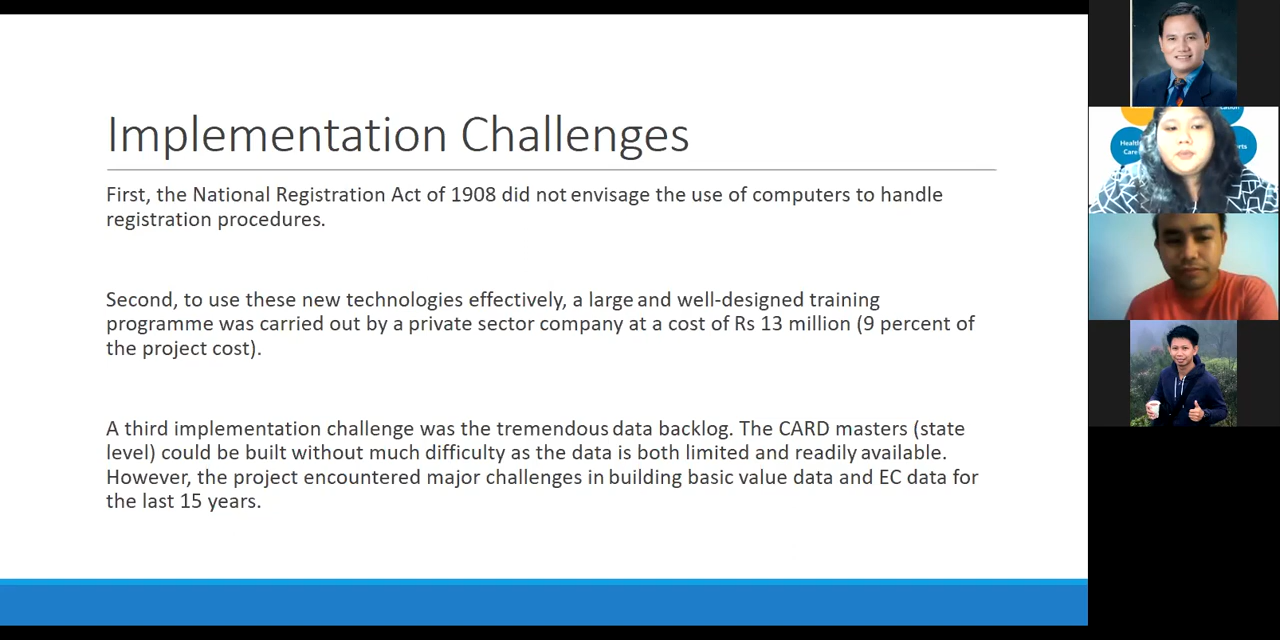 Implementation Challenges
First, the National Registration Act of 1908 did not envisage the use of computers to handle
registration procedures.
Second, to use these new technologies effectively, a large and well-designed training
programme was carried out by a private sector company at a cost of Rs 13 million (9 percent of
the project cost).
A third implementation challenge was the tremendous data backlog. The CARD masters (state
level) could be built without much difficulty as the data is both limited and readily available.
However, the project encountered major challenges in building basic value data and EC data for
the last 15 years.
Health
Care